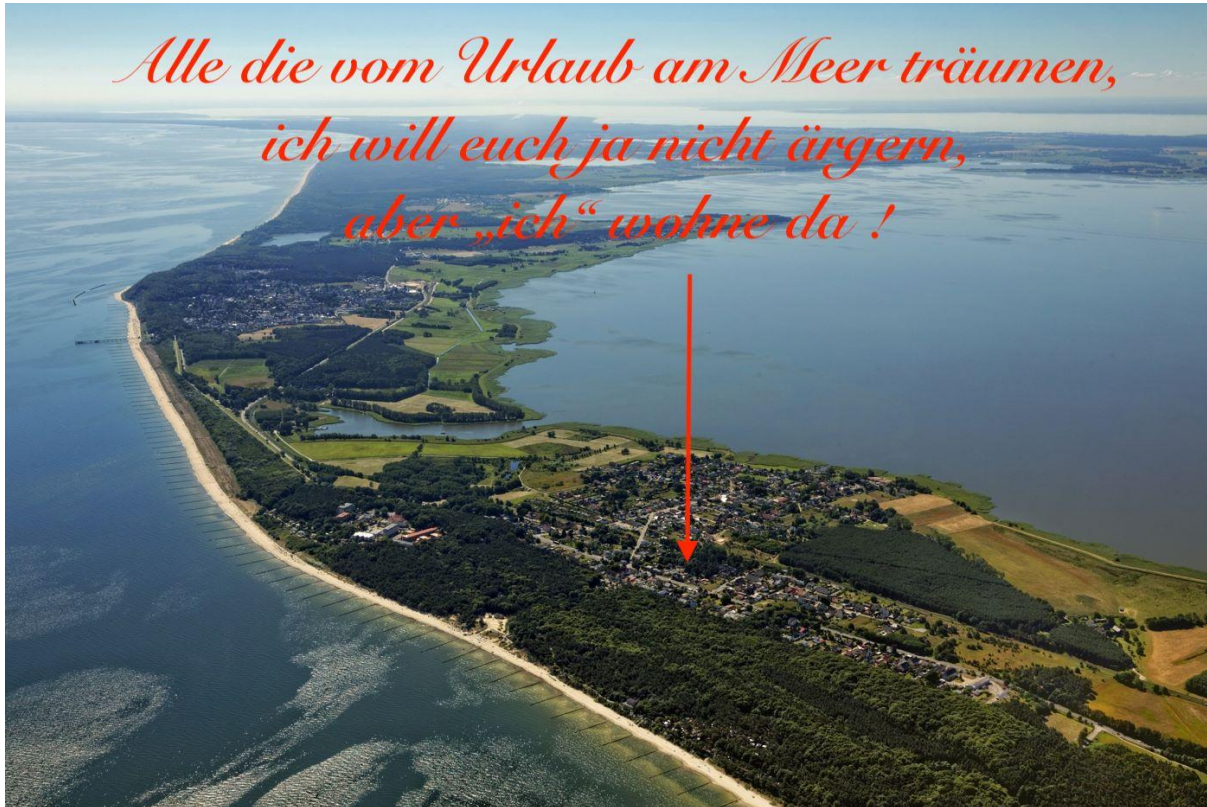 Alle die vom Urlaub am Meer träumen,
ich will euch ja nicht ärgern,
aber „ich“ wohne da !